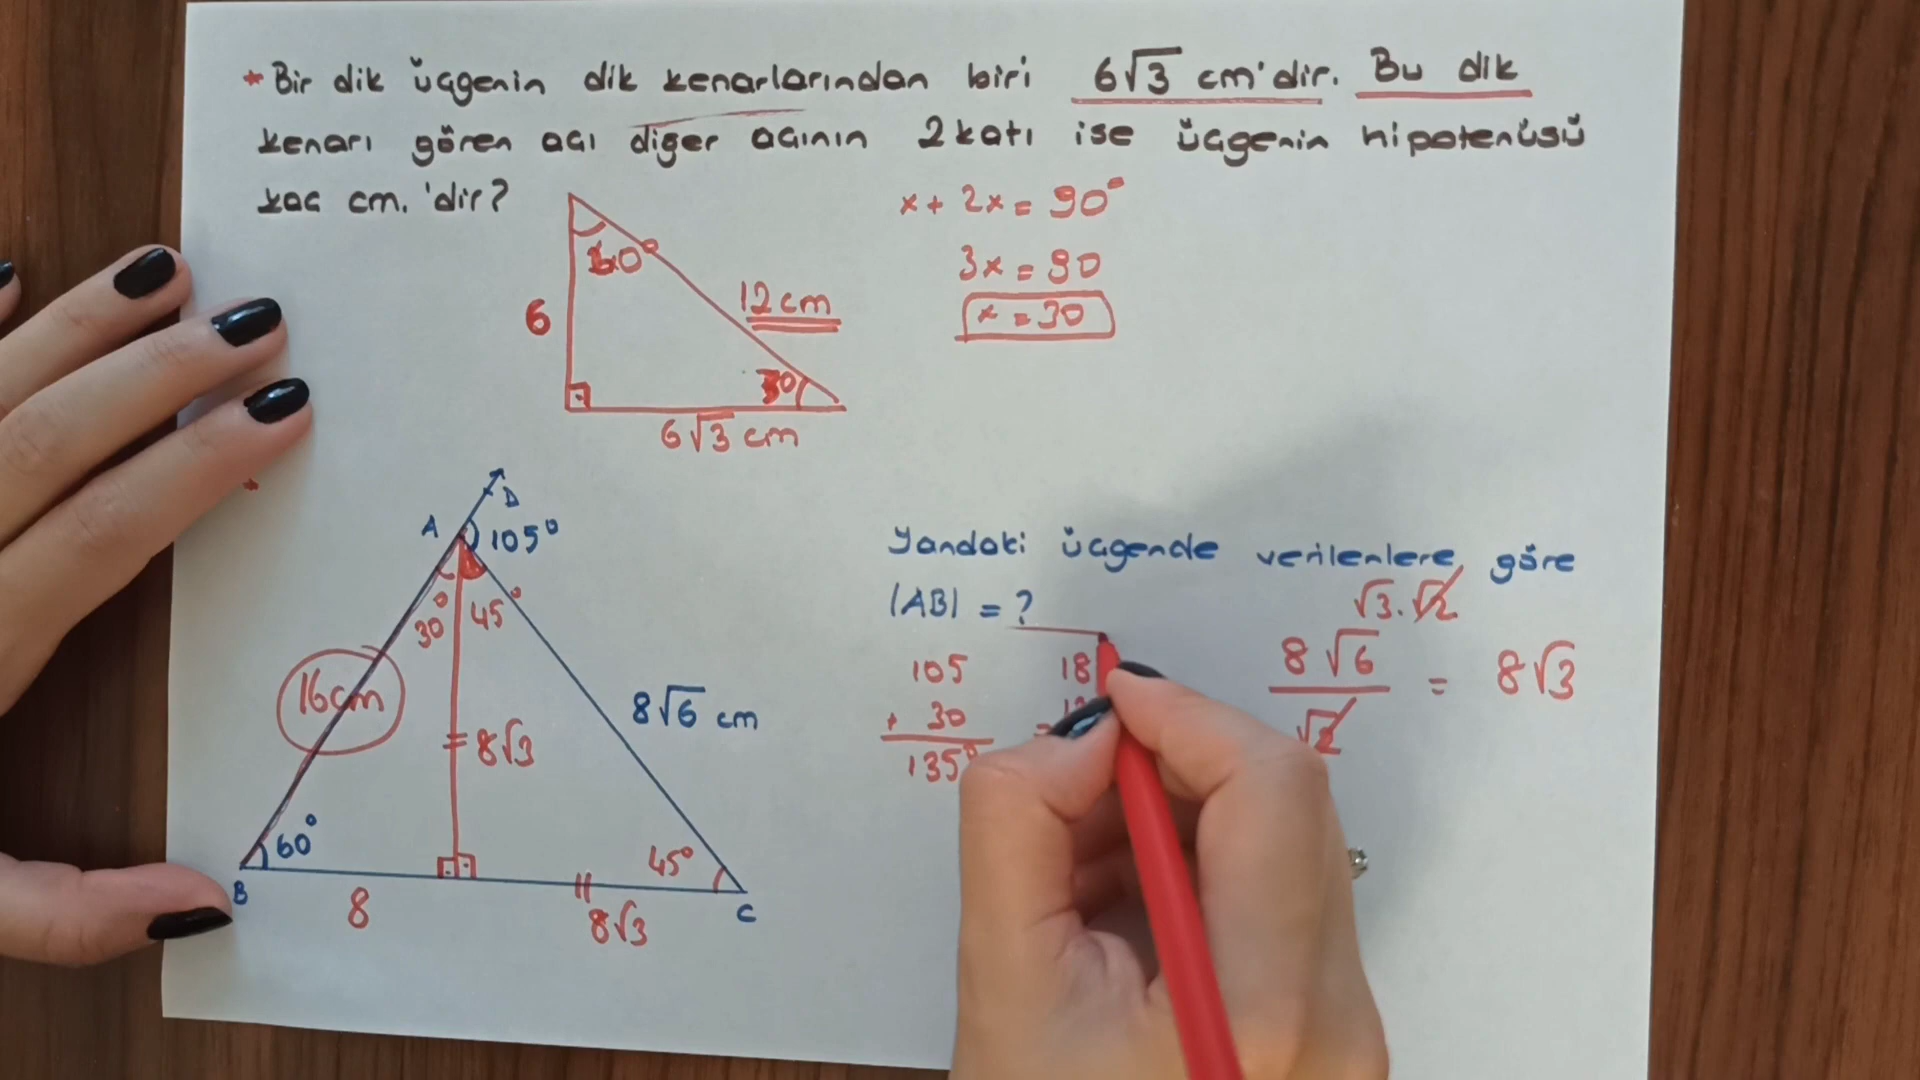 * Bir dik üçgenin dik kenarlarından biri 6√3 cm'dir. Bu dik
kenarı gören açı diğer açının 2 katı ise üçgenin hipotenüsü
kaç cm. 'dir?
x + 2x = 90°
3x = 90
x = 30
60°
6
12 cm
30
6√3 cm
*
D
A
105°
30°
45°
16cm
8√3
8√6 cm
60°
45°
B
8
8√3
C
Yandaki üçgende verilenlere göre
|AB| = ?
√3.√2
105
+ 30
135°
18
8√6
√2
= 8√3